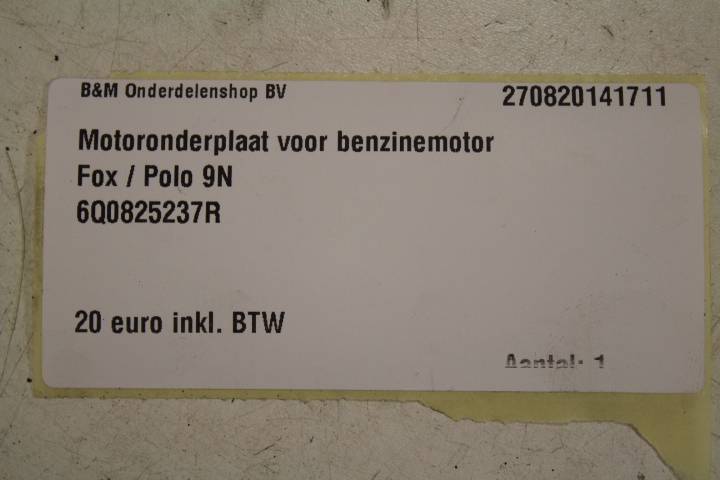 B&M Onderdelenshop BV 270820141711
Motoronderplaat voor benzinemotor
Fox / Polo 9N
6Q0825237R
20 euro inkl. BTW
Aantal: 1